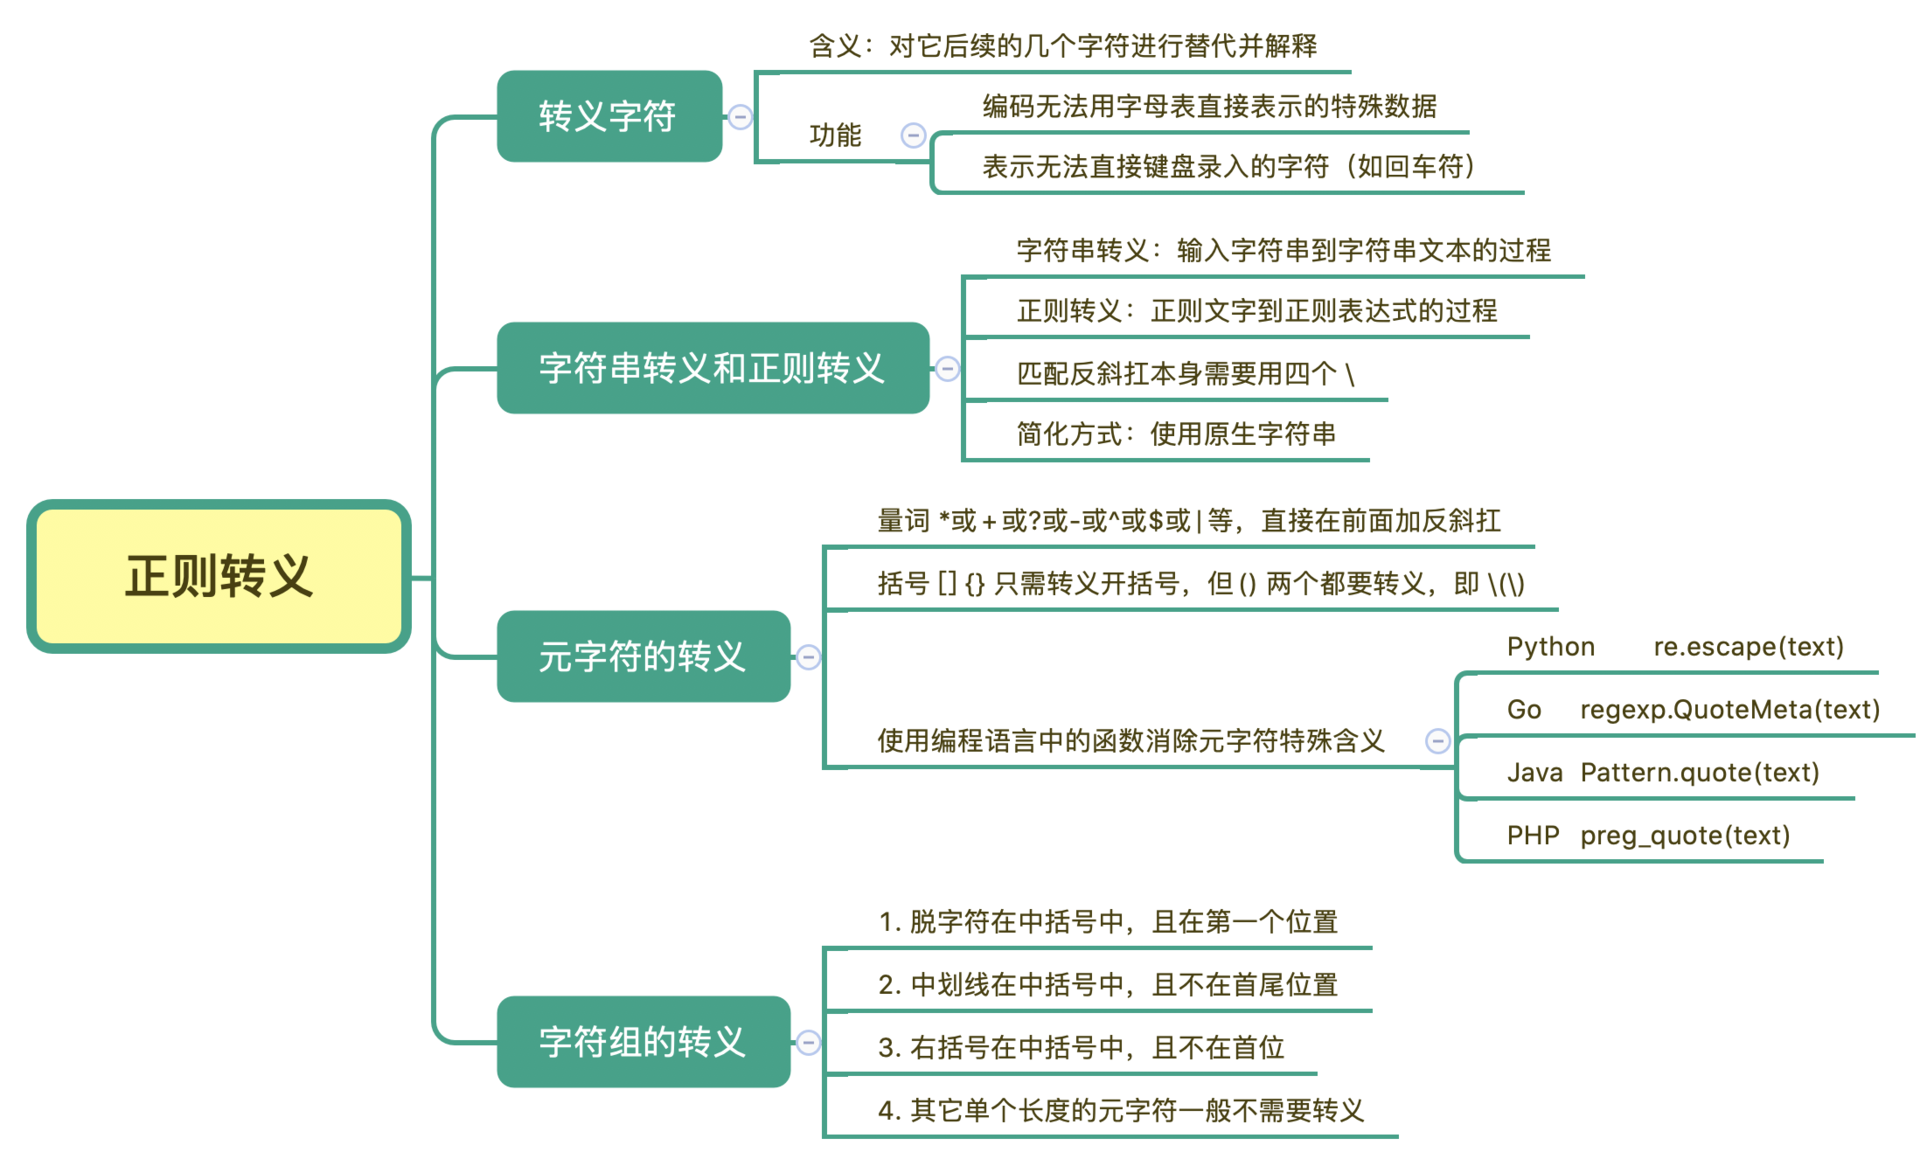 正则转义
转义字符
含义：对它后续的几个字符进行替代并解释
功能
编码无法用字母表直接表示的特殊数据
表示无法直接键盘录入的字符（如回车符）
字符串转义和正则转义
字符串转义：输入字符串到字符串文本的过程
正则转义：正则文字到正则表达式的过程
匹配反斜扛本身需要用四个 \
简化方式：使用原生字符串
元字符的转义
量词 *或+或?或-或^或$或|等，直接在前面加反斜扛
括号 [] {} 只需转义开括号，但 () 两个都要转义，即 \(\)
使用编程语言中的函数消除元字符特殊含义
Python re.escape(text)
Go regexp.QuoteMeta(text)
Java Pattern.quote(text)
PHP preg_quote(text)
字符组的转义
1. 脱字符在中括号中，且在第一个位置
2. 中划线在中括号中，且不在首尾位置
3. 右括号在中括号中，且不在首位
4. 其它单个长度的元字符一般不需要转义